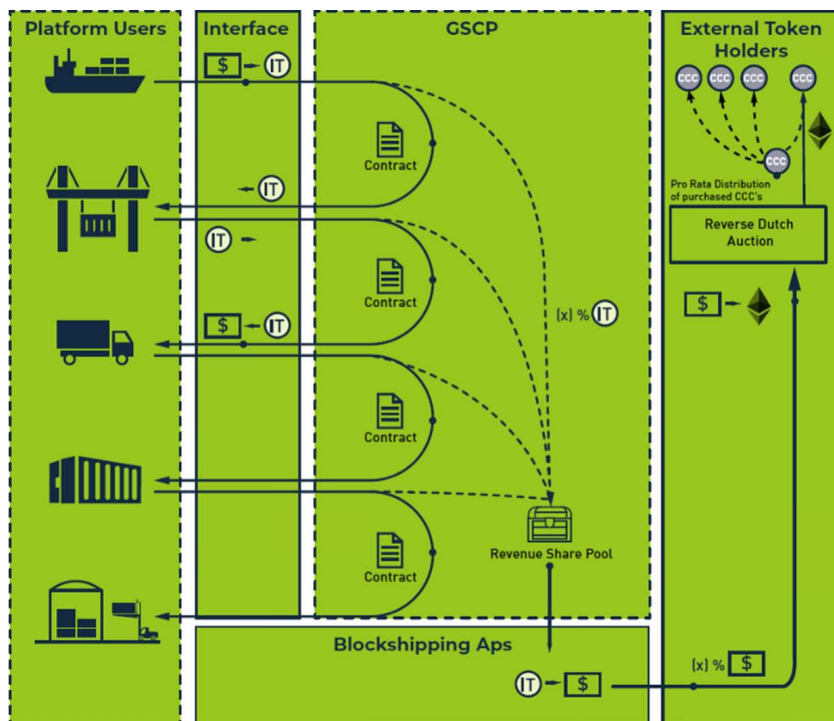 Platform Users
Interface
GSCP
External Token
Holders
$ IT
CCC CCC CCC CCC
CCC
Contract
IT
Pro Rata Distribution
of purchased CCC's
IT
Reverse Dutch
Auction
Contract
$
$ IT
(x) % IT
Contract
Revenue Share Pool
Contract
Blockshipping Aps
IT $
(x) % $